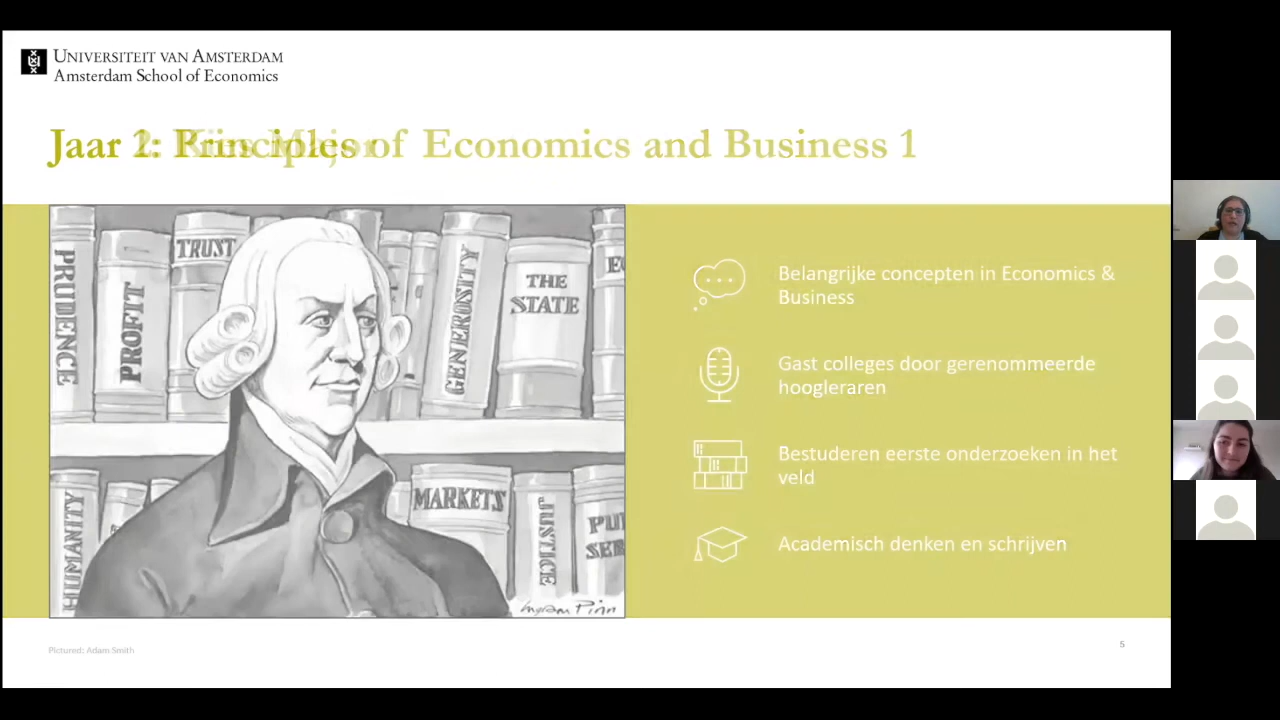 UNIVERSITEIT VAN AMSTERDAM
Amsterdam School of Economics
Jaar 1: Principles of Economics and Business 1
PRUDENCE
PROFIT
TRUST
GENEROSITY
THE
STATE
HUMANITY
MARKETS
JUSTICE
Belangrijke concepten in Economics &
Business
Gast colleges door gerenommeerde
hoogleraren
Bestuderen eerste onderzoeken in het
veld
Academisch denken en schrijven
Pictured: Adam Smith
5